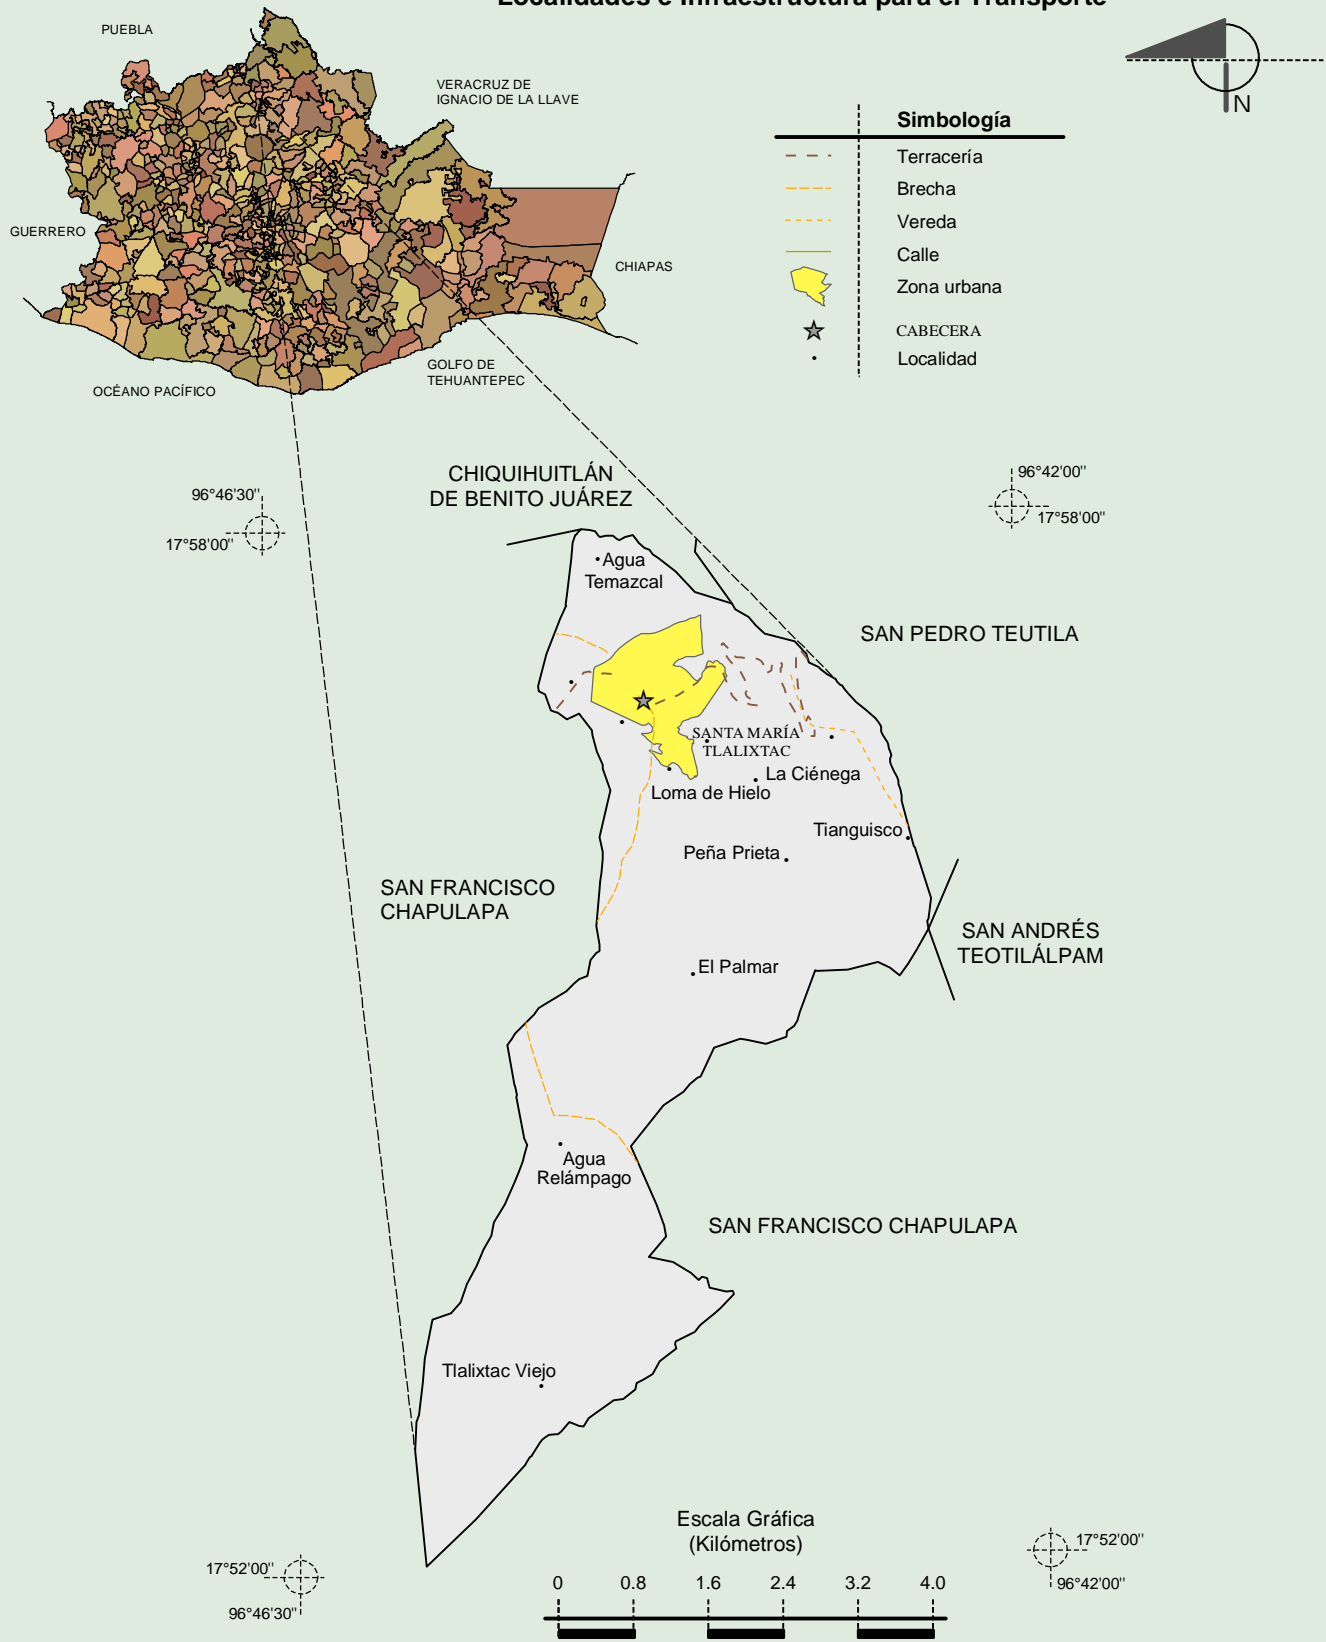 Localidades e Infraestructura para el Transporte
PUEBLA
VERACRUZ DE
IGNACIO DE LA LLAVE
GUERRERO
CHIAPAS
GOLFO DE
TEHUANTEPEC
OCÉANO PACÍFICO
N
Simbología
Terracería
Brecha
Vereda
Calle
Zona urbana
CABECERA
Localidad
96°46'30"
17°58'00"
96°42'00"
17°58'00"
CHIQUIHUITLÁN
DE BENITO JUÁREZ
Agua
Temazcal
SAN PEDRO TEUTILA
SANTA MARÍA
TLALIXTAC
La Ciénega
Loma de Hielo
Tianguisco
Peña Prieta
SAN FRANCISCO
CHAPULAPA
SAN ANDRÉS
TEOTILÁLPAM
El Palmar
Agua
Relámpago
SAN FRANCISCO CHAPULAPA
Tlalixtac Viejo
Escala Gráfica
(Kilómetros)
0 0.8 1.6 2.4 3.2 4.0
17°52'00"
96°46'30"
17°52'00"
96°42'00"